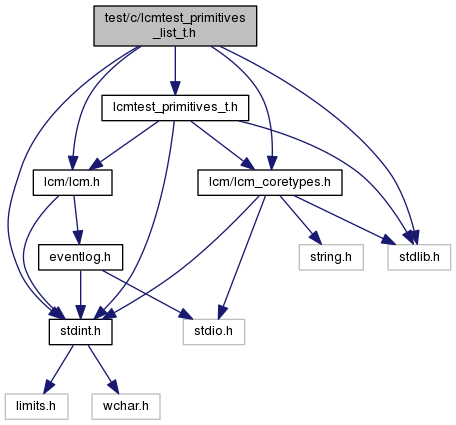 test/c/lcmtest_primitives
_list_t.h
lcmtest_primitives_t.h
lcm/lcm.h
lcm/lcm_coretypes.h
eventlog.h
string.h
stdlib.h
stdint.h
stdio.h
limits.h
wchar.h